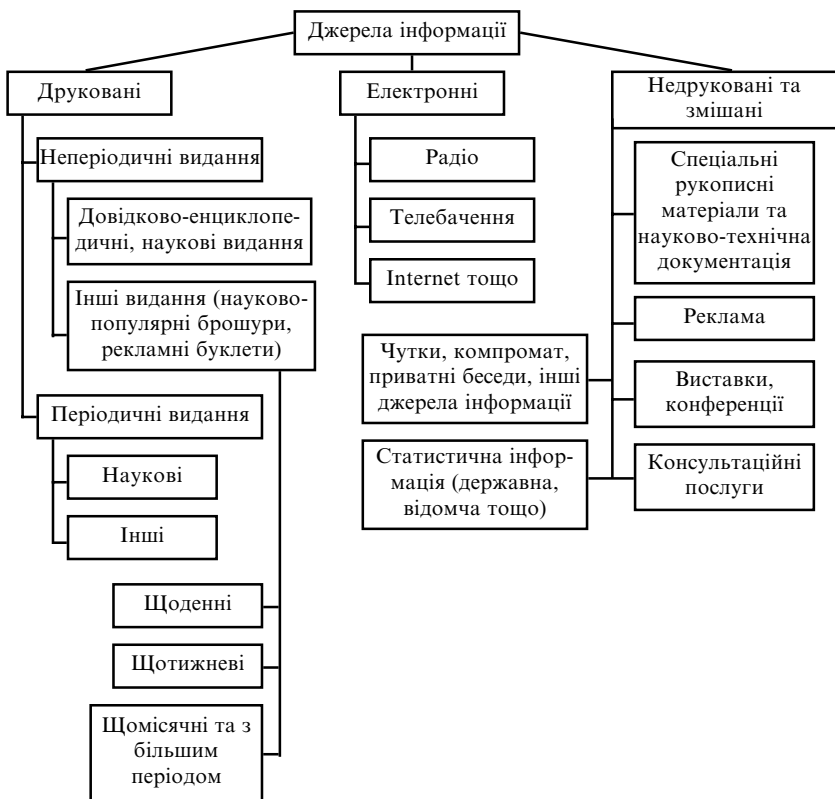 Джерела інформації
Друковані
Електронні
Недруковані та
змішані
Неперіодичні видання
Довідково-енциклопе-
дичні, наукові видання
Інші видання (науково-
популярні брошури,
рекламні буклети)
Періодичні видання
Наукові
Інші
Щоденні
Щотижневі
Щомісячні та з
більшим
періодом
Радіо
Телебачення
Internet тощо
Чутки, компромат,
приватні беседи, інші
джерела інформації
Статистична інфор-
мація (державна,
відомча тощо)
Спеціальні
рукописні
матеріали та
науково-технічна
документація
Реклама
Виставки,
конференції
Консультаційні
послуги